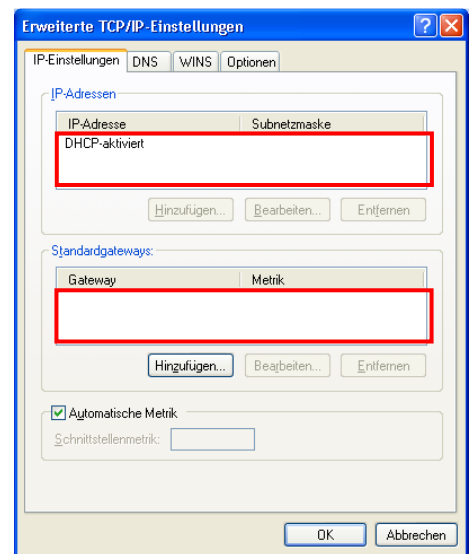 Erweiterte TCP/IP-Einstellungen
IP-Einstellungen DNS WINS Optionen
IP-Adressen
IP-Adresse Subnetzmaske
DHCP-aktiviert
Hinzufügen... Bearbeiten... Entfernen
Standardgateways:
Gateway Metrik
Hinzufügen... Bearbeiten... Entfernen
Automatische Metrik
Schnittstellenmetrik:
OK Abbrechen